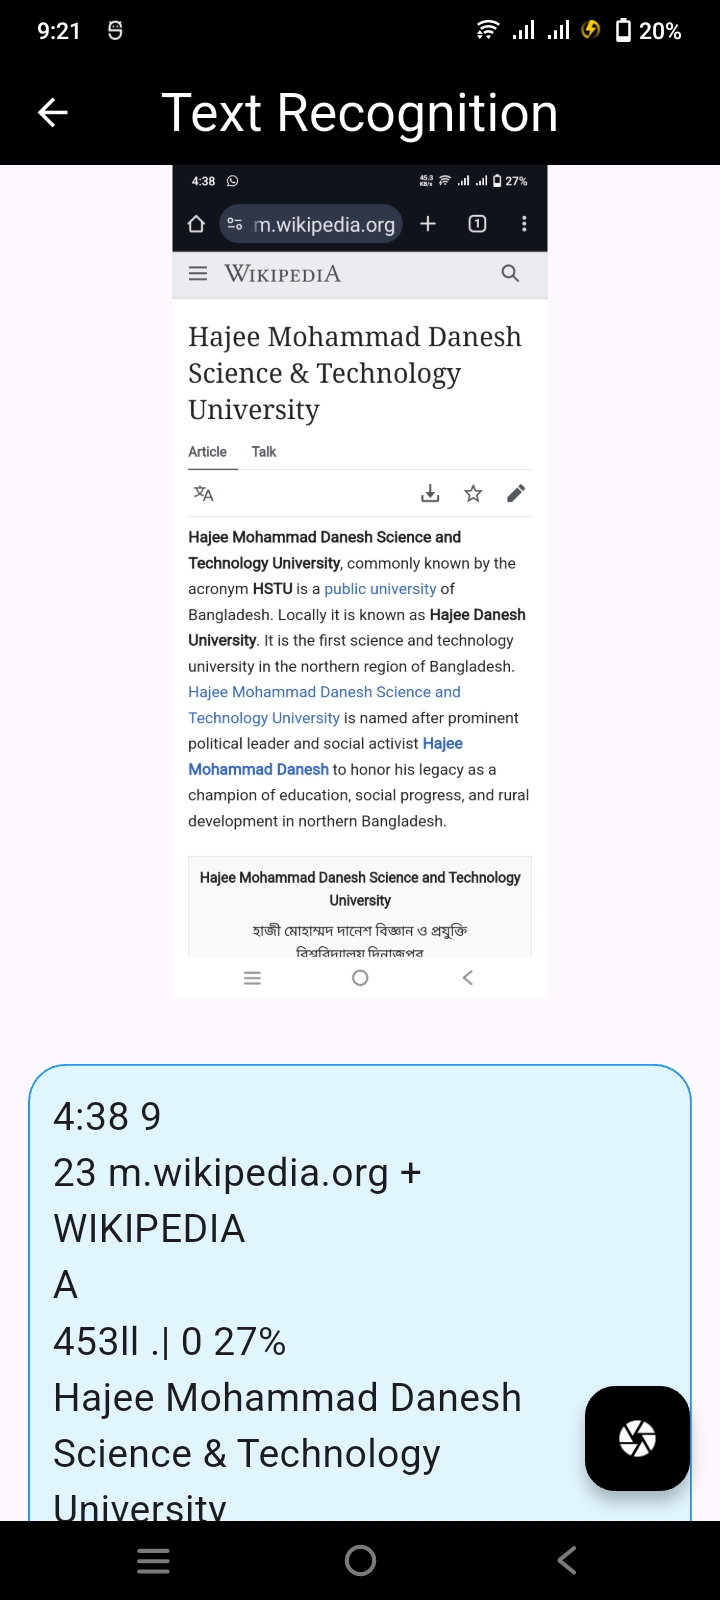 9:21 20%
Text Recognition
4:38 45.3 KB/s 27%
m.wikipedia.org 1
WIKIPEDIA
Hajee Mohammad Danesh
Science & Technology
University
Article Talk
Hajee Mohammad Danesh Science and
Technology University, commonly known by the
acronym HSTU is a public university of
Bangladesh. Locally it is known as Hajee Danesh
University. It is the first science and technology
university in the northern region of Bangladesh.
Hajee Mohammad Danesh Science and
Technology University is named after prominent
political leader and social activist Hajee
Mohammad Danesh to honor his legacy as a
champion of education, social progress, and rural
development in northern Bangladesh.
Hajee Mohammad Danesh Science and Technology
University
হাজী মোহাম্মদ দানেশ বিজ্ঞান ও প্রযুক্তি
বিশ্ববিদ্যালয় দিনাজপুর
4:38 9
23 m.wikipedia.org +
WIKIPEDIA
A
453ll .| 0 27%
Hajee Mohammad Danesh
Science & Technology
University